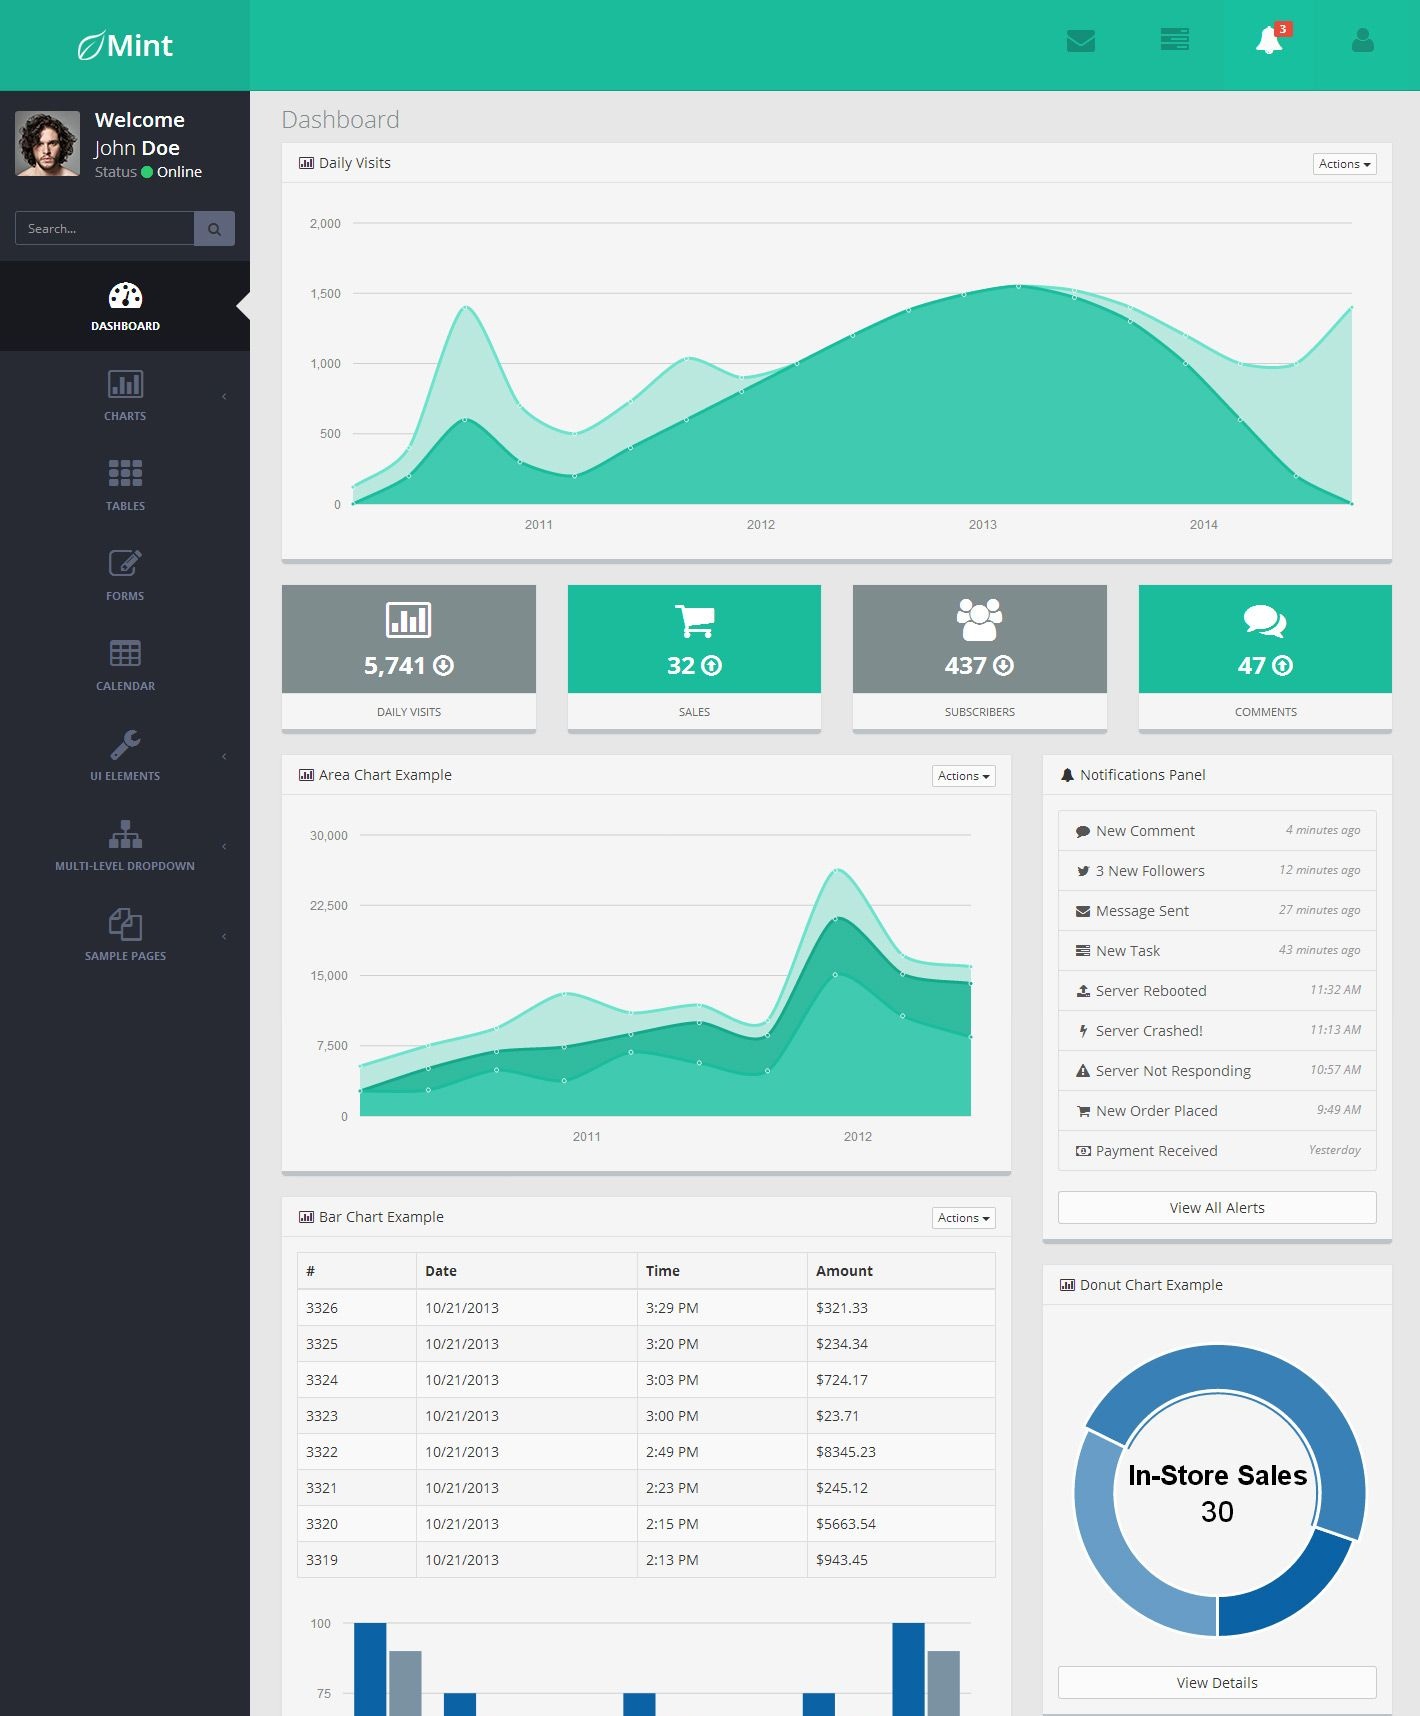 Mint
3
Welcome
John Doe
Status Online
Search...
DASHBOARD
CHARTS
TABLES
FORMS
CALENDAR
UI ELEMENTS
MULTI-LEVEL DROPDOWN
SAMPLE PAGES
Dashboard
Daily Visits
Actions
2,000
1,500
1,000
500
0
2011 2012 2013 2014
5,741
DAILY VISITS
32
SALES
437
SUBSCRIBERS
47
COMMENTS
Area Chart Example
Actions
30,000
22,500
15,000
7,500
0
2011 2012
Notifications Panel
New Comment 4 minutes ago
3 New Followers 12 minutes ago
Message Sent 27 minutes ago
New Task 43 minutes ago
Server Rebooted 11:32 AM
Server Crashed! 11:13 AM
Server Not Responding 10:57 AM
New Order Placed 9:49 AM
Payment Received Yesterday
View All Alerts
Bar Chart Example
Actions
# Date Time Amount
3326 10/21/2013 3:29 PM $321.33
3325 10/21/2013 3:20 PM $234.34
3324 10/21/2013 3:03 PM $724.17
3323 10/21/2013 3:00 PM $23.71
3322 10/21/2013 2:49 PM $8345.23
3321 10/21/2013 2:23 PM $245.12
3320 10/21/2013 2:15 PM $5663.54
3319 10/21/2013 2:13 PM $943.45
100
75
Donut Chart Example
In-Store Sales
30
View Details